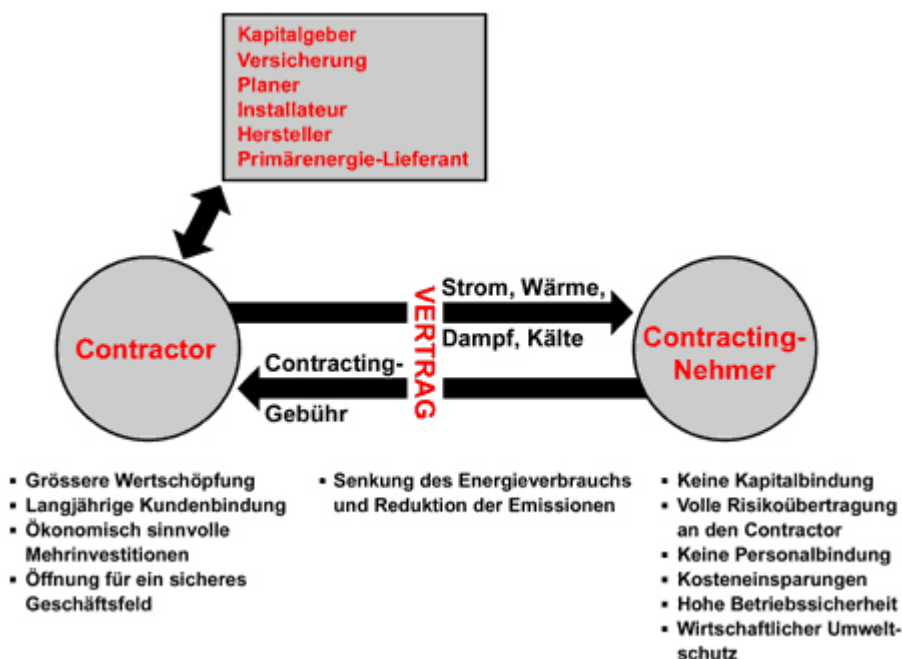 Kapitalgeber
Versicherung
Planer
Installateur
Hersteller
Primärenergie-Lieferant
Contractor
VERTRAG
Strom, Wärme,
Dampf, Kälte
Contracting-
Gebühr
Contracting-
Nehmer
▪ Grössere Wertschöpfung
▪ Langjährige Kundenbindung
▪ Ökonomisch sinnvolle
Mehrinvestitionen
▪ Öffnung für ein sicheres
Geschäftsfeld
▪ Senkung des Energieverbrauchs
und Reduktion der Emissionen
▪ Keine Kapitalbindung
▪ Volle Risikoübertragung
an den Contractor
▪ Keine Personalbindung
▪ Kosteneinsparungen
▪ Hohe Betriebssicherheit
▪ Wirtschaftlicher Umwelt-
schutz